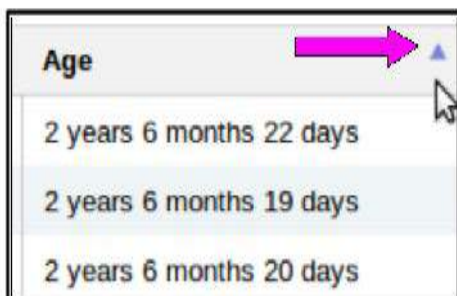 Age
2 years 6 months 22 days
2 years 6 months 19 days
2 years 6 months 20 days